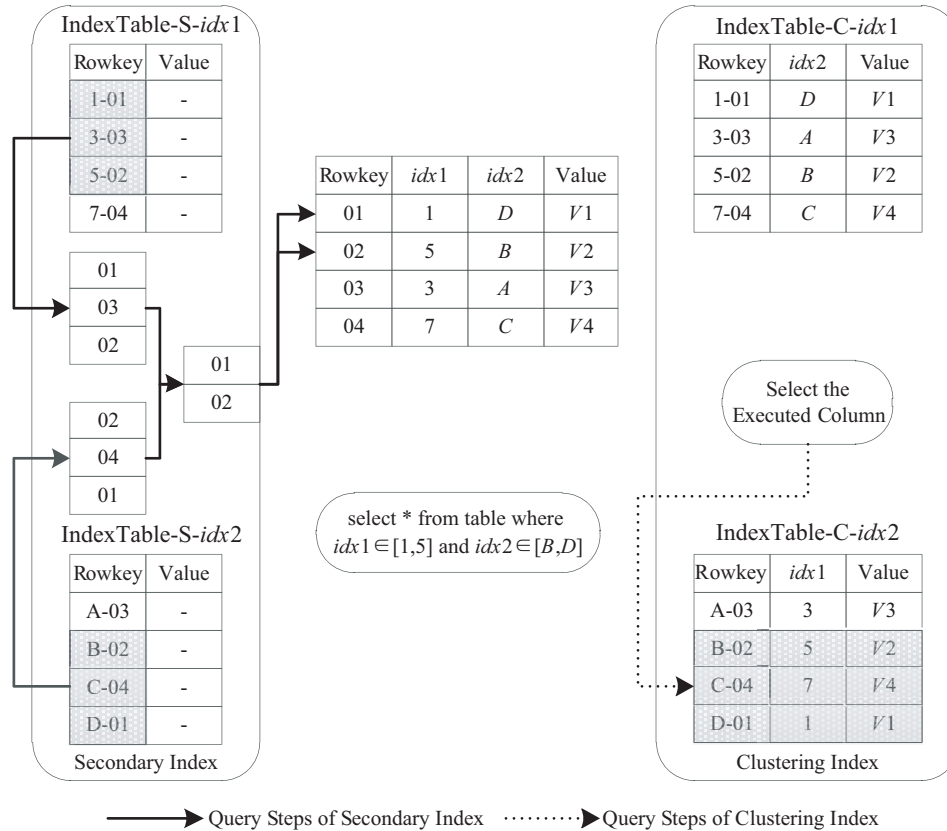 IndexTable-S-idx1
Rowkey Value
1-01 -
3-03 -
5-02 -
7-04 -
01
03
02
01
02
02
04
01
IndexTable-S-idx2
Rowkey Value
A-03 -
B-02 -
C-04 -
D-01 -
Secondary Index
Rowkey idx1 idx2 Value
01 1 D V1
02 5 B V2
03 3 A V3
04 7 C V4
select * from table where
idx1∈[1,5] and idx2∈[B,D]
IndexTable-C-idx1
Rowkey idx2 Value
1-01 D V1
3-03 A V3
5-02 B V2
7-04 C V4
Select the
Executed Column
IndexTable-C-idx2
Rowkey idx1 Value
A-03 3 V3
B-02 5 V2
C-04 7 V4
D-01 1 V1
Clustering Index
Query Steps of Secondary Index
Query Steps of Clustering Index